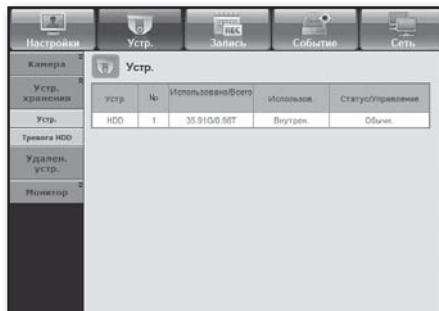 Настройки Устр. Запись Событие Сеть
REC
Камера
Устр.
Устр.
хранения
Устр.
Тревога HDD
Удален.
устр.
Монитор
Устр. № Использовано/Всего Использов. Статус/Управление
HDD 1 35.91G/0.98T Внутрен. Обычн.